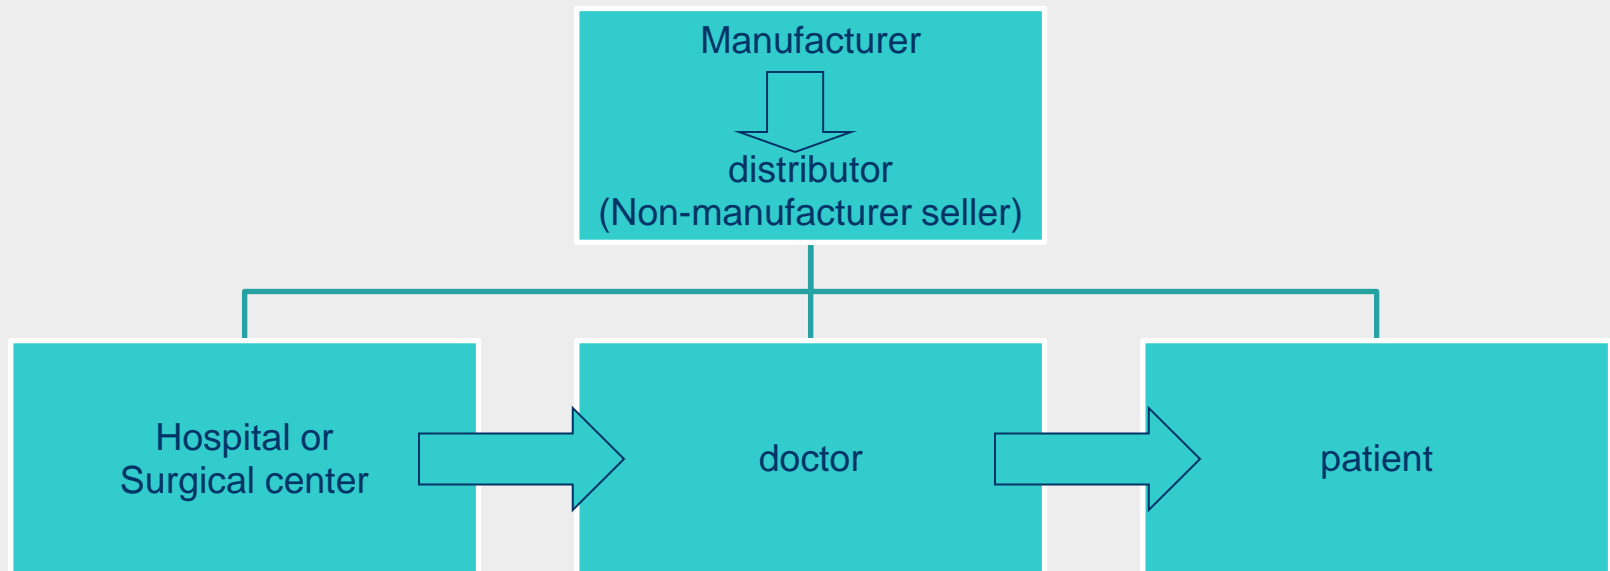 Manufacturer
distributor
(Non-manufacturer seller)
Hospital or
Surgical center
doctor
patient